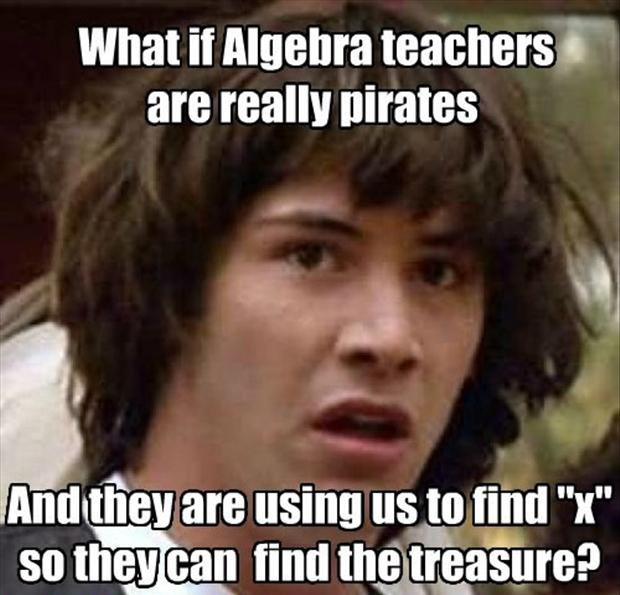 What if Algebra teachers
are really pirates
And they are using us to find "x"
so they can find the treasure?